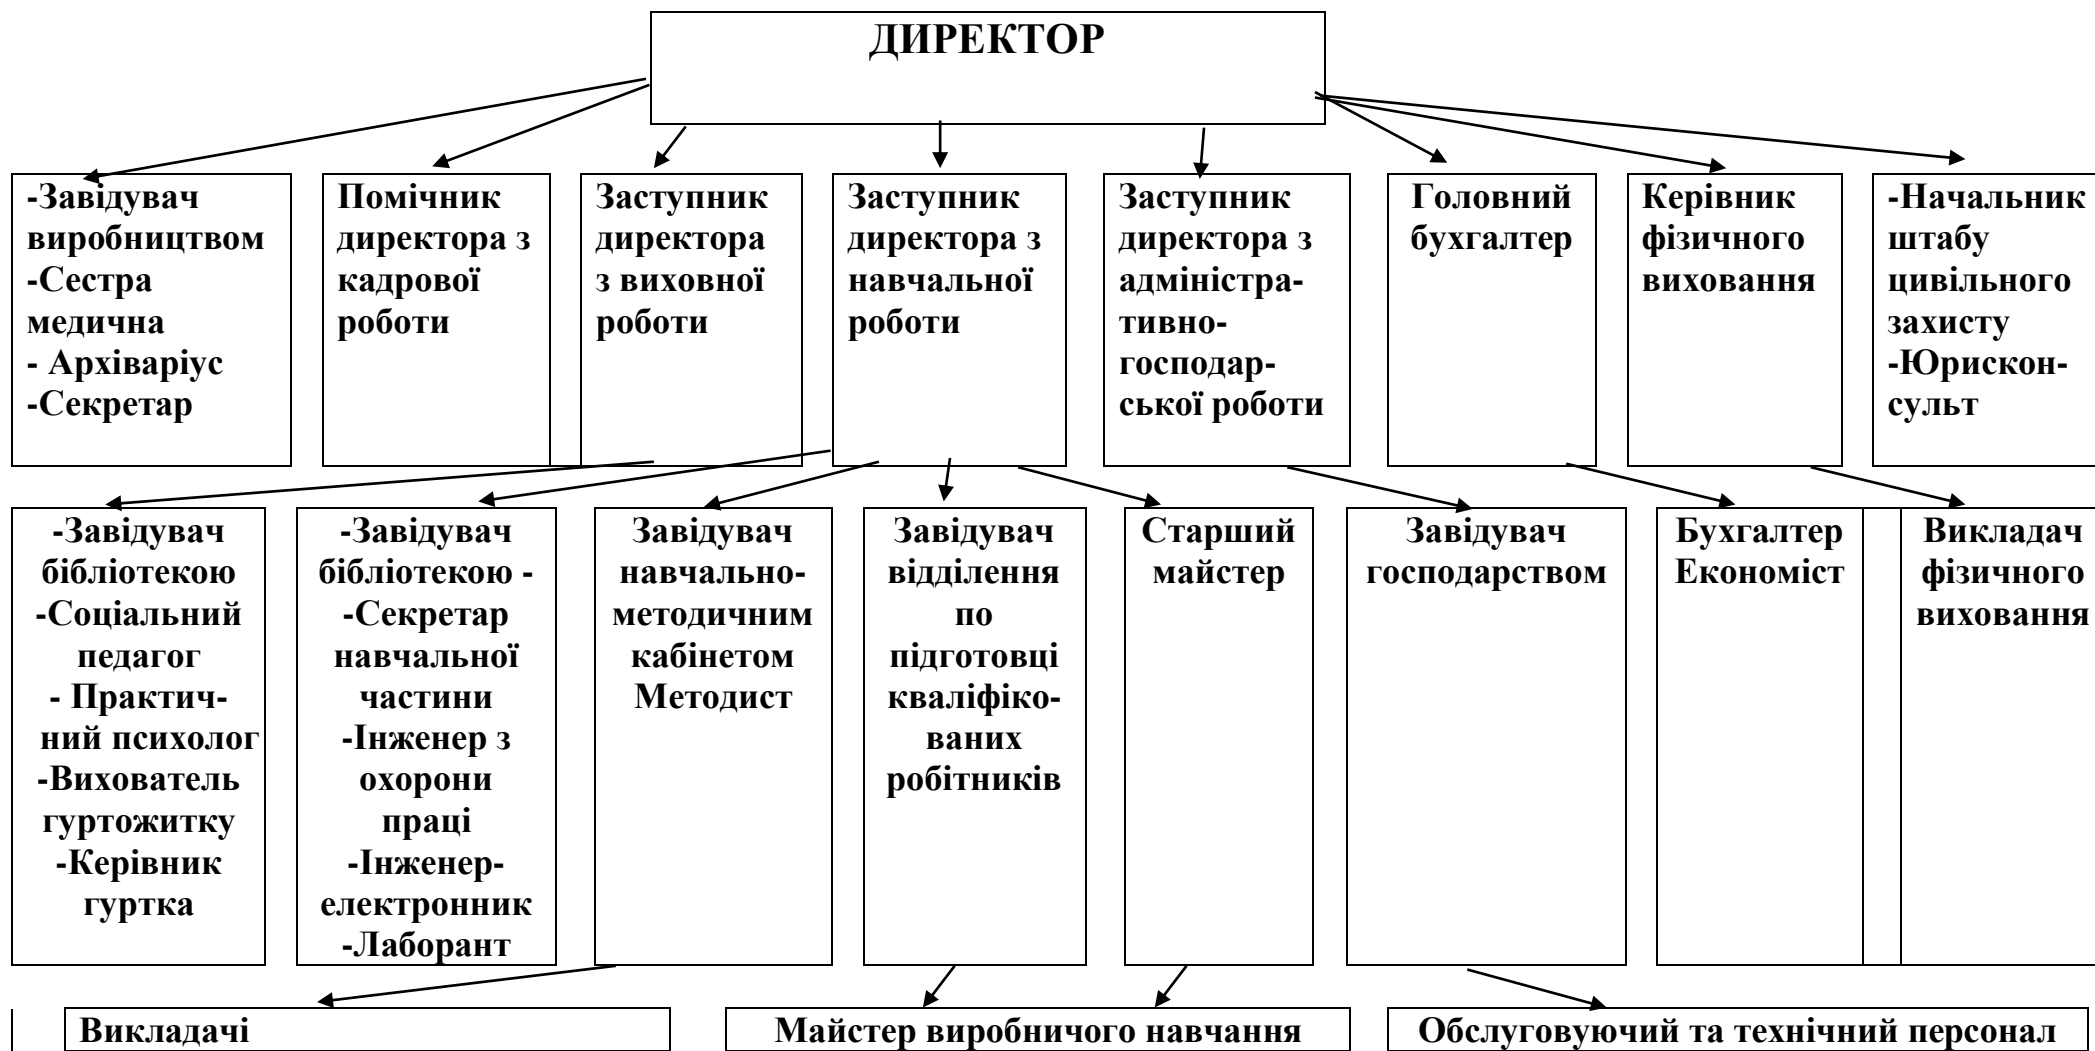 ДИРЕКТОР
-Завідувач
виробництвом
-Сестра
медична
- Архіваріус
-Секретар
Помічник
директора з
кадрової
роботи
Заступник
директора
з виховної
роботи
Заступник
директора з
навчальної
роботи
Заступник
директора з
адміністра-
тивно-
господар-
ської роботи
Головний
бухгалтер
Керівник
фізичного
виховання
-Начальник
штабу
цивільного
захисту
-Юрискон-
сульт
-Завідувач
бібліотекою
-Соціальний
педагог
- Практич-
ний психолог
-Вихователь
гуртожитку
-Керівник
гуртка
-Завідувач
бібліотекою -
-Секретар
навчальної
частини
-Інженер з
охорони
праці
-Інженер-
електронник
-Лаборант
Завідувач
навчально-
методичним
кабінетом
Методист
Завідувач
відділення
по
підготовці
кваліфіко-
ваних
робітників
Старший
майстер
Завідувач
господарством
Бухгалтер
Економіст
Викладач
фізичного
виховання
Викладачі
Майстер виробничого навчання
Обслуговуючий та технічний персонал